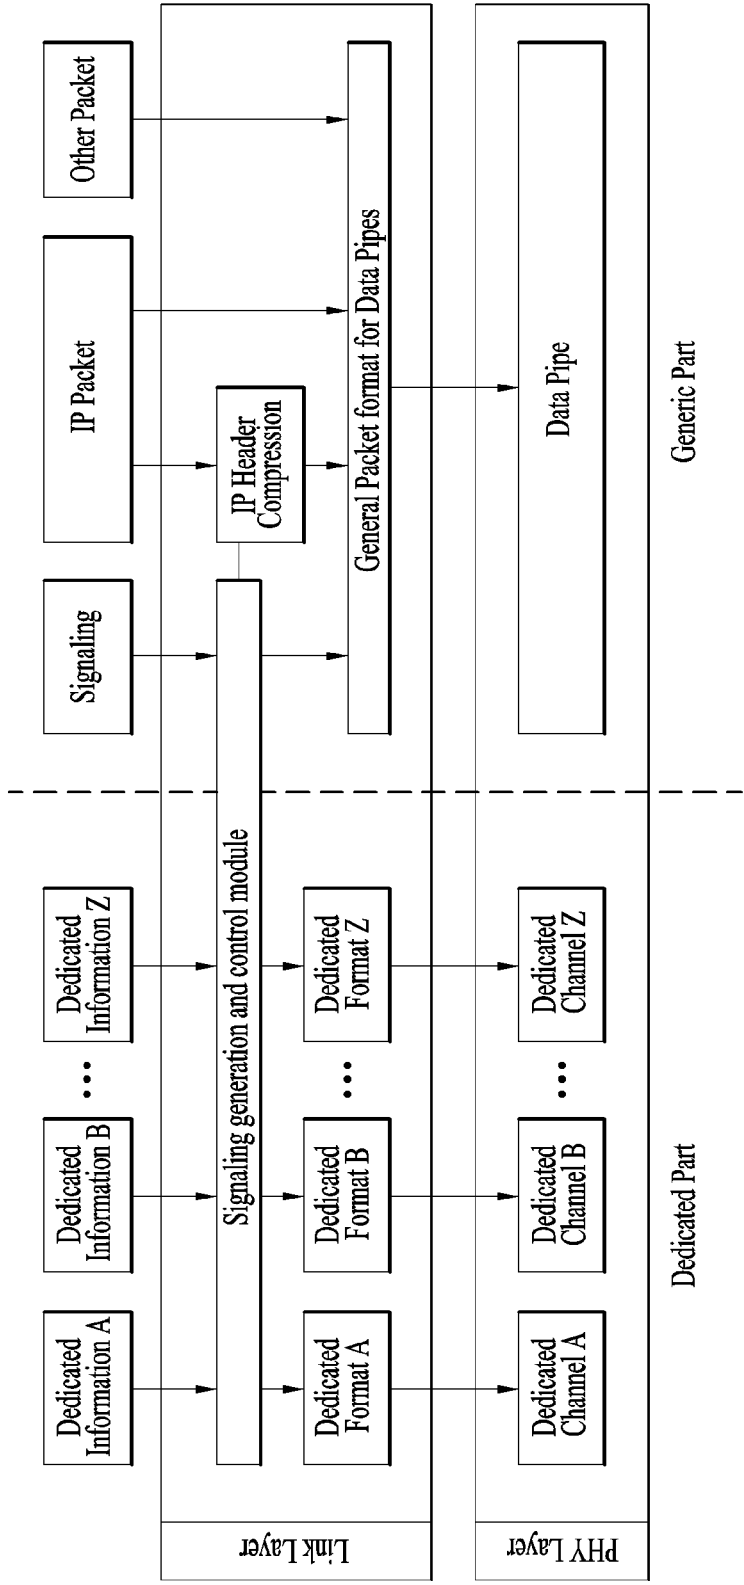 Dedicated
Information A
Dedicated
Information B
...
Dedicated
Information Z
Signaling
IP Packet
Other Packet
Link Layer
Signaling generation and control module
IP Header
Compression
Dedicated
Format A
Dedicated
Format B
...
Dedicated
Format Z
General Packet format for Data Pipes
PHY Layer
Dedicated
Channel A
Dedicated
Channel B
...
Dedicated
Channel Z
Data Pipe
Dedicated Part
Generic Part